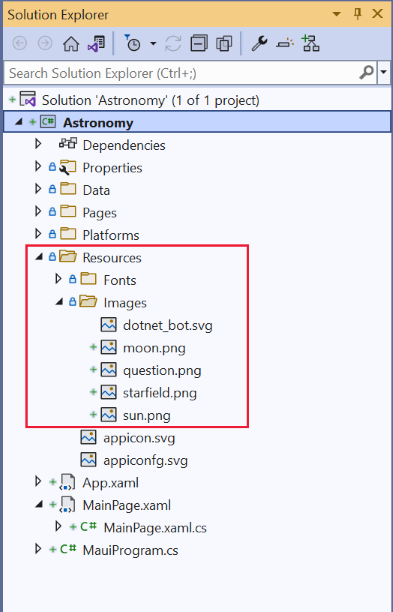 Solution Explorer
Search Solution Explorer (Ctrl+;)
Solution 'Astronomy' (1 of 1 project)
C# Astronomy
Dependencies
Properties
Data
Pages
Platforms
Resources
Fonts
Images
dotnet_bot.svg
moon.png
question.png
starfield.png
sun.png
appicon.svg
appiconfg.svg
App.xaml
MainPage.xaml
C# MainPage.xaml.cs
C# MauiProgram.cs